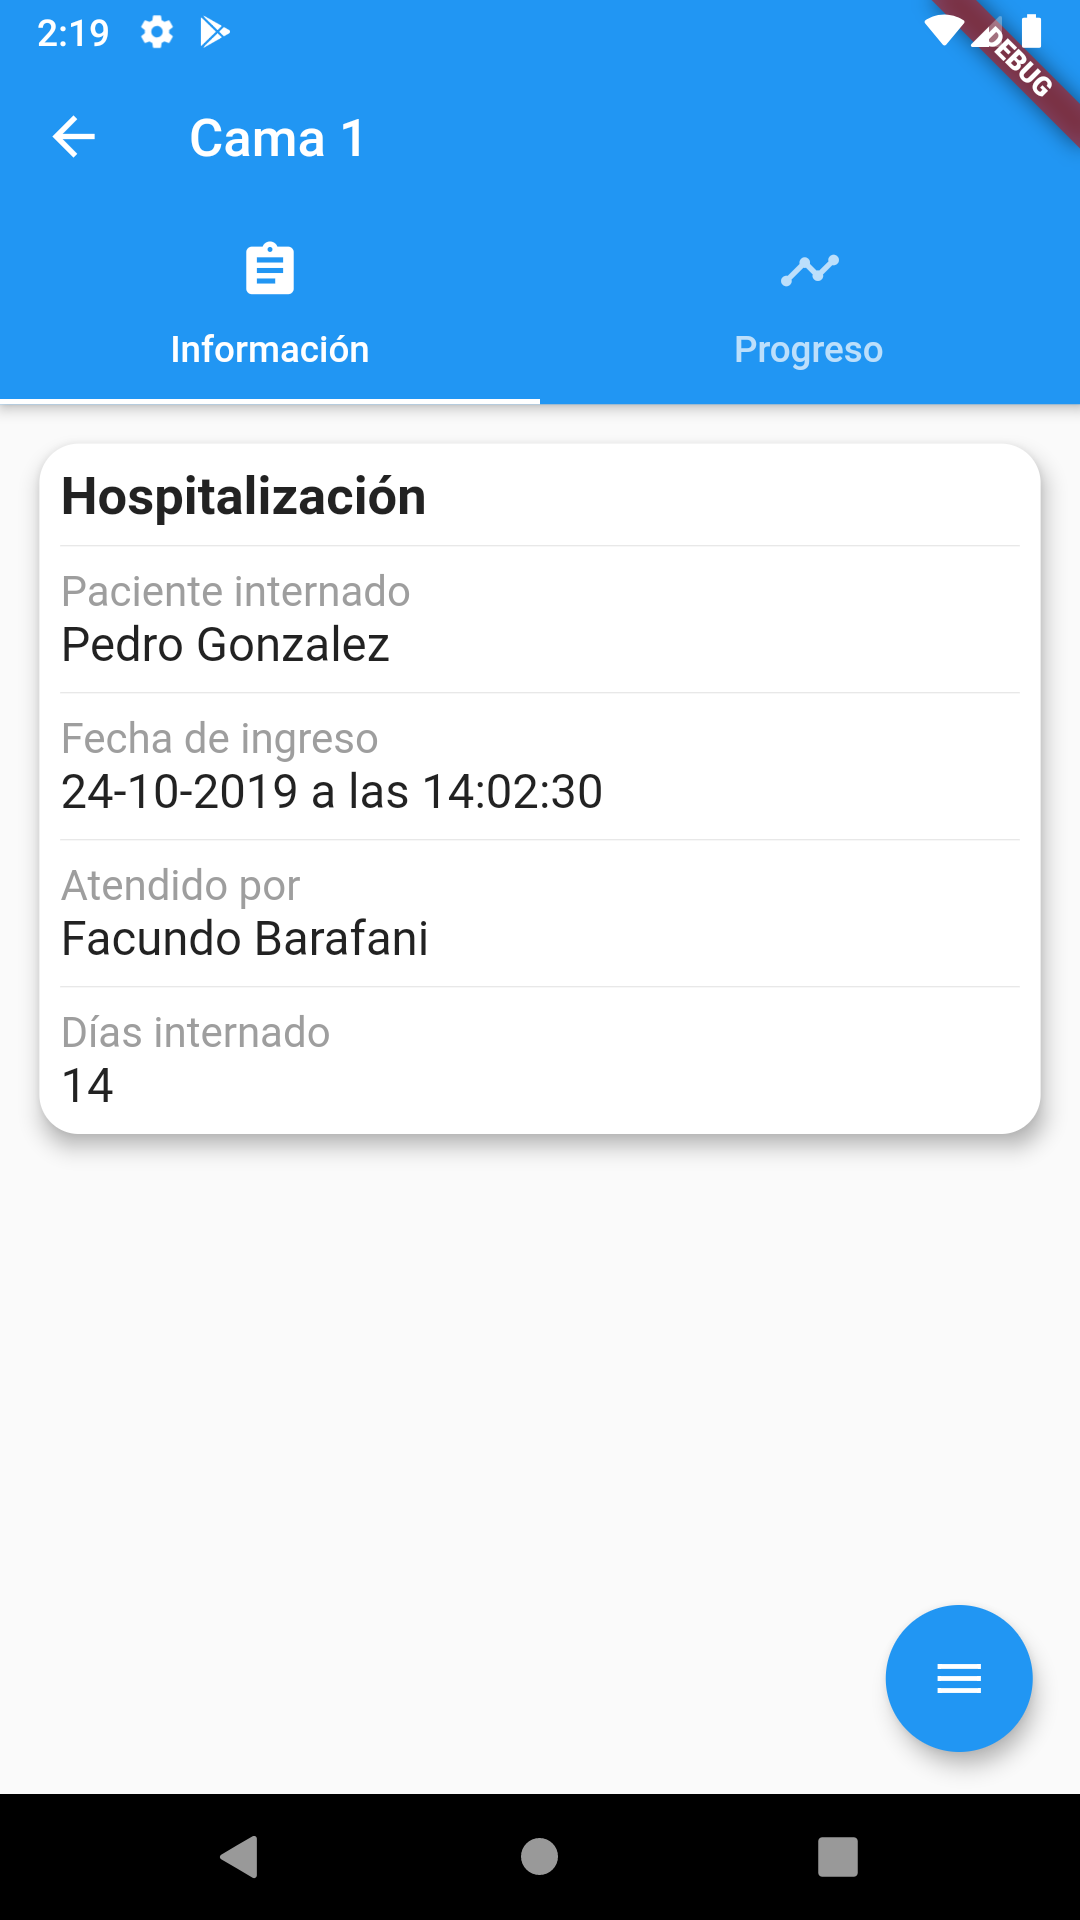 2:19
DEBUG
Cama 1
Información
Progreso
Hospitalización
Paciente internado
Pedro Gonzalez
Fecha de ingreso
24-10-2019 a las 14:02:30
Atendido por
Facundo Barafani
Días internado
14